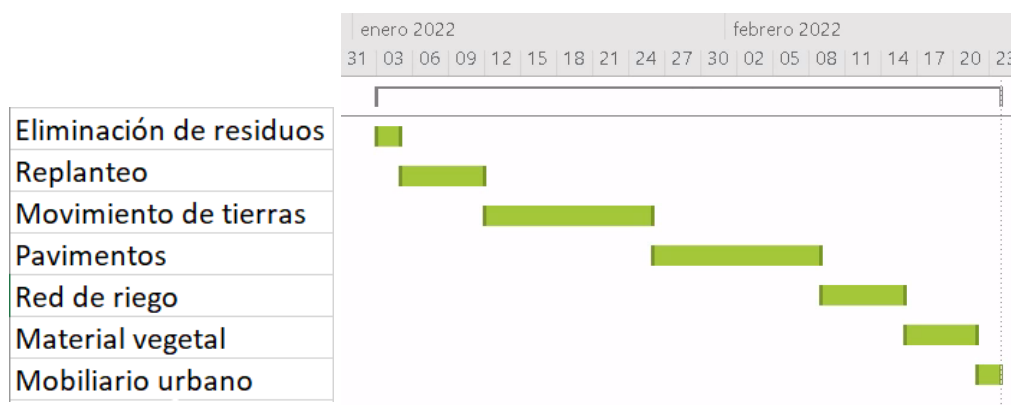 enero 2022 febrero 2022
31 03 06 09 12 15 18 21 24 27 30 02 05 08 11 14 17 20 23
Eliminación de residuos
Replanteo
Movimiento de tierras
Pavimentos
Red de riego
Material vegetal
Mobiliario urbano